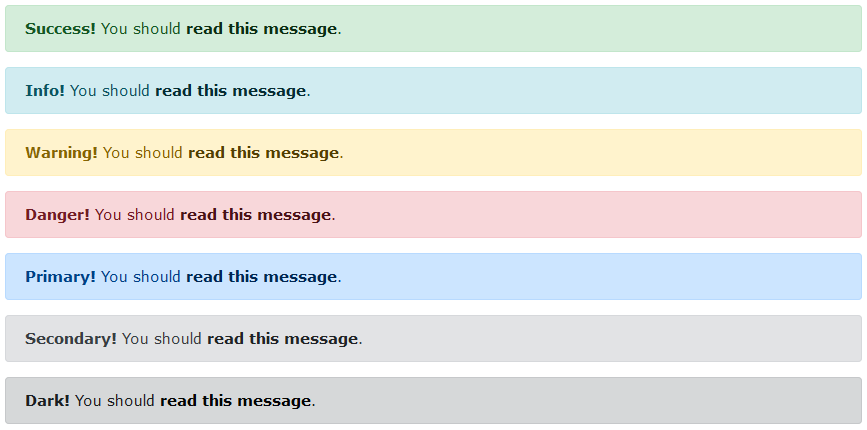 Success! You should read this message.
Info! You should read this message.
Warning! You should read this message.
Danger! You should read this message.
Primary! You should read this message.
Secondary! You should read this message.
Dark! You should read this message.